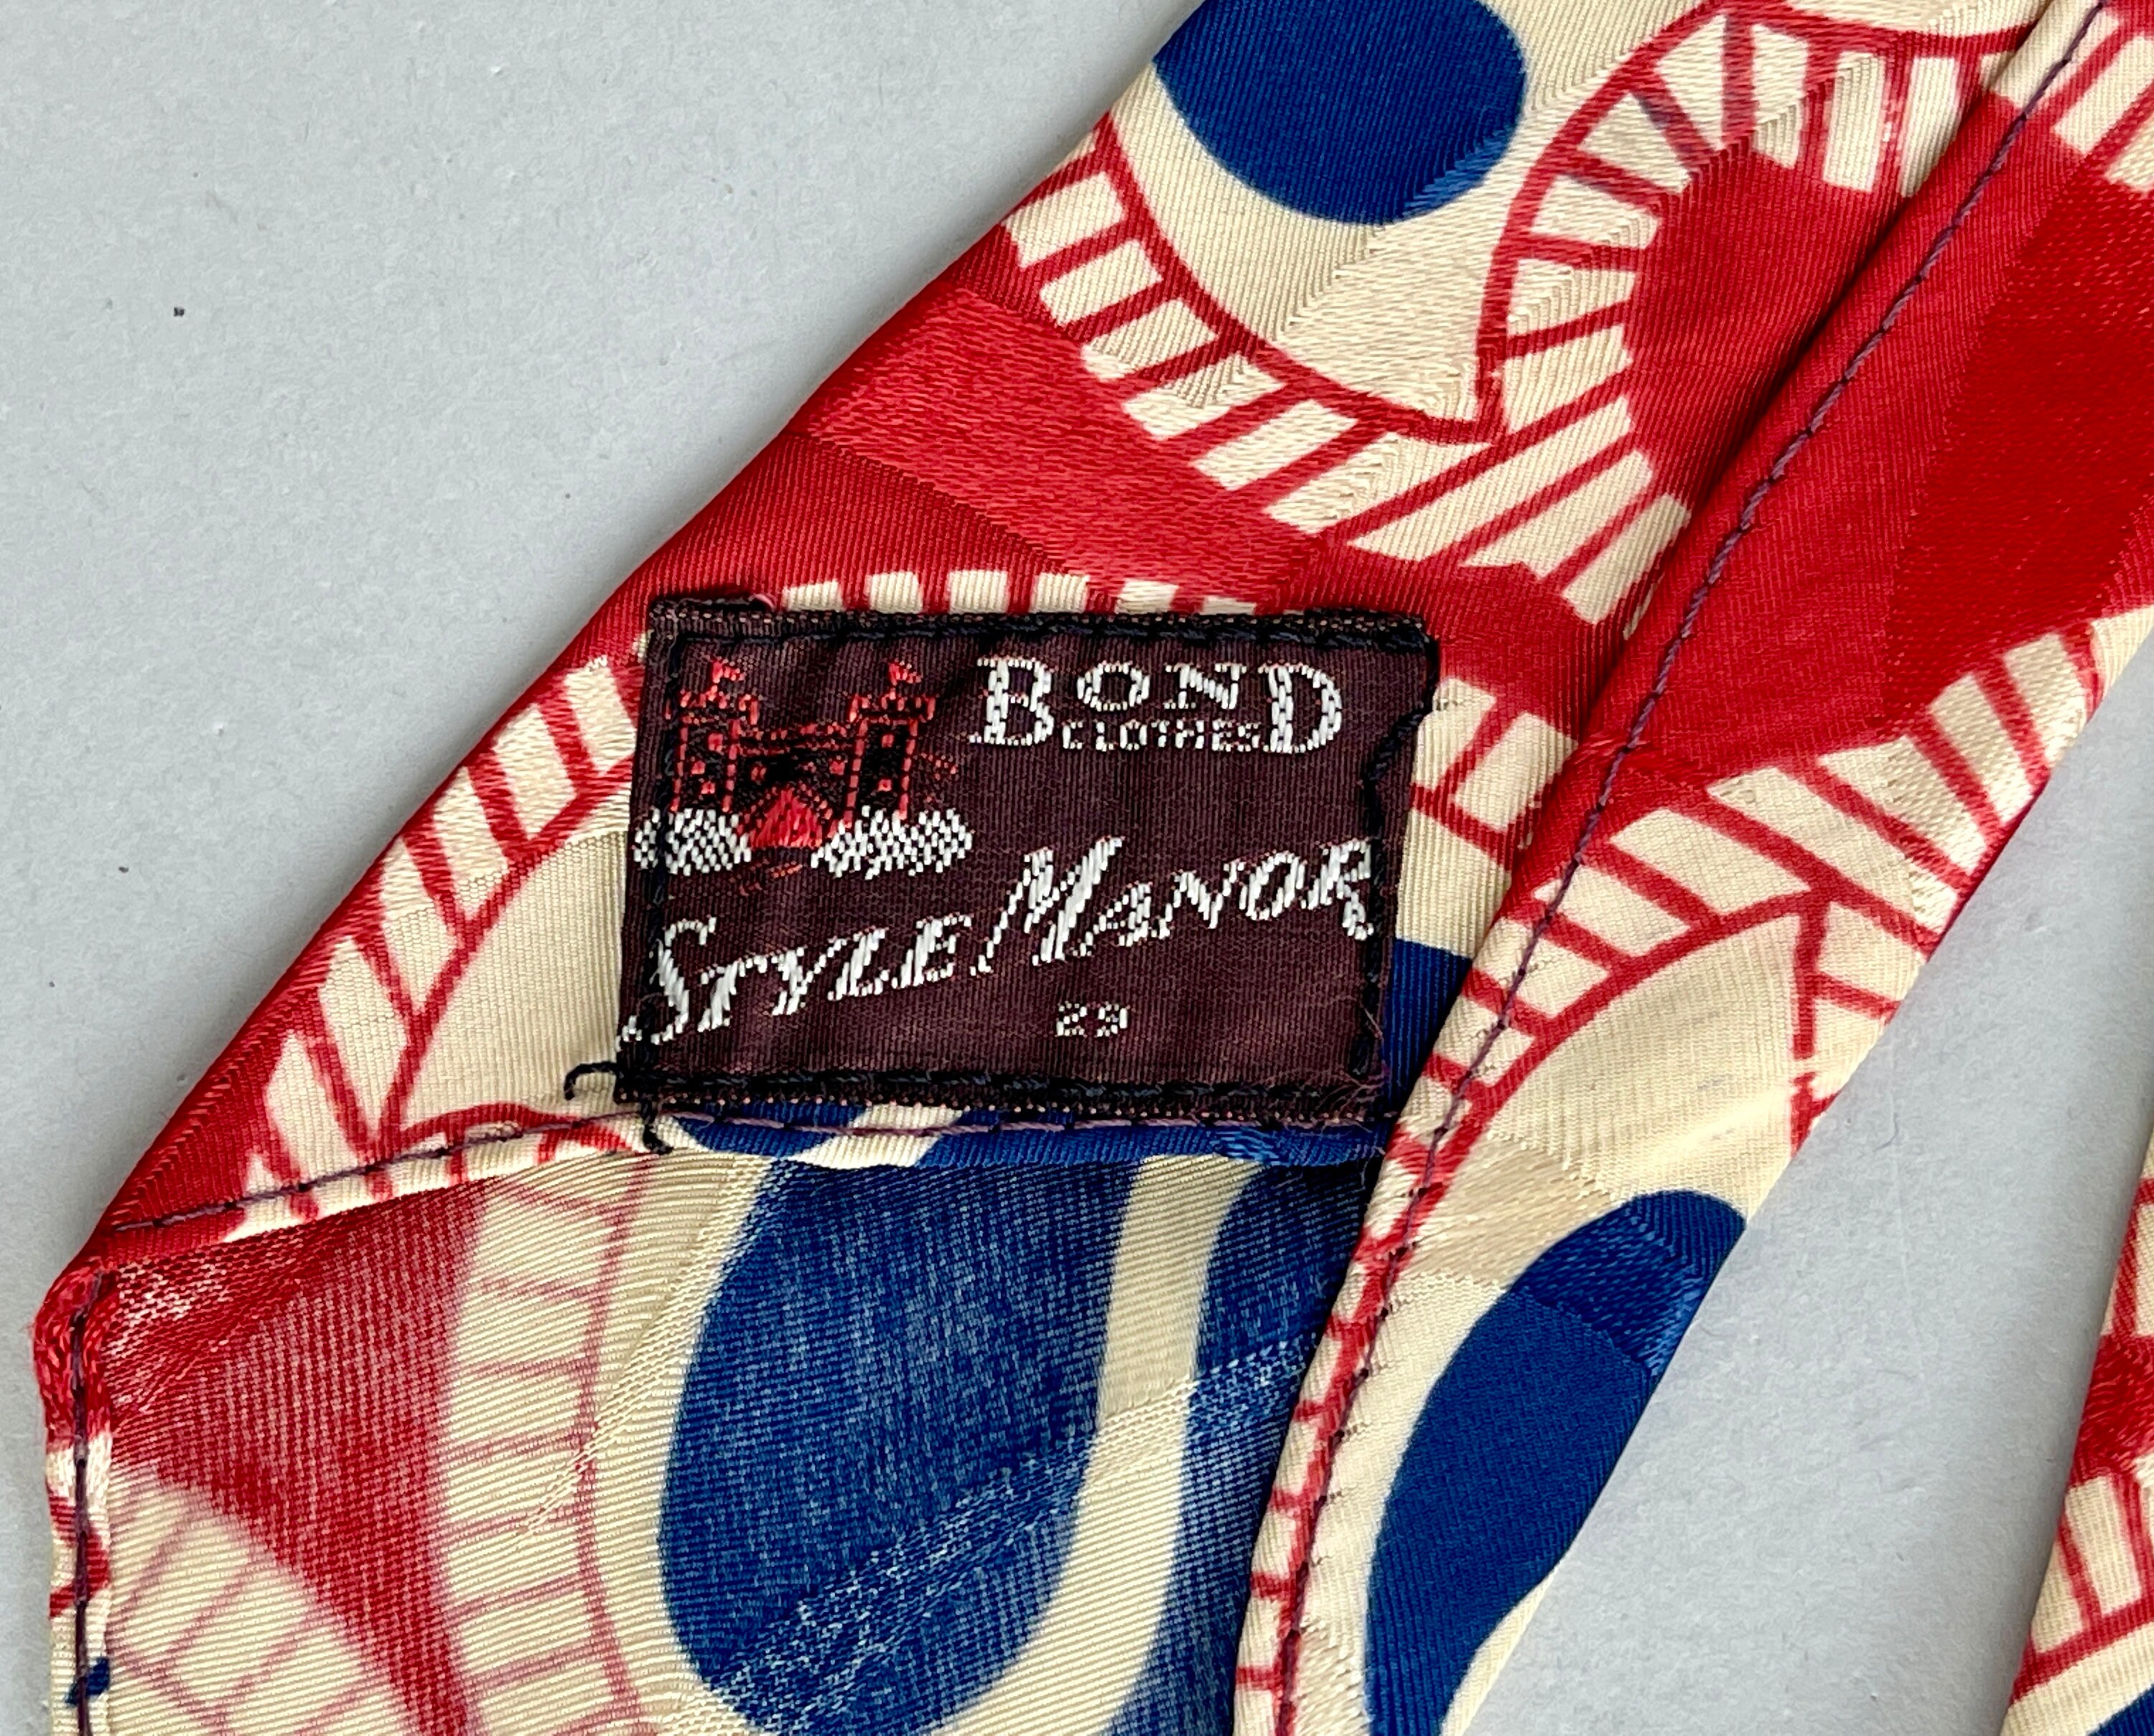 BOND
CLOTHES
STYLE MANOR
29